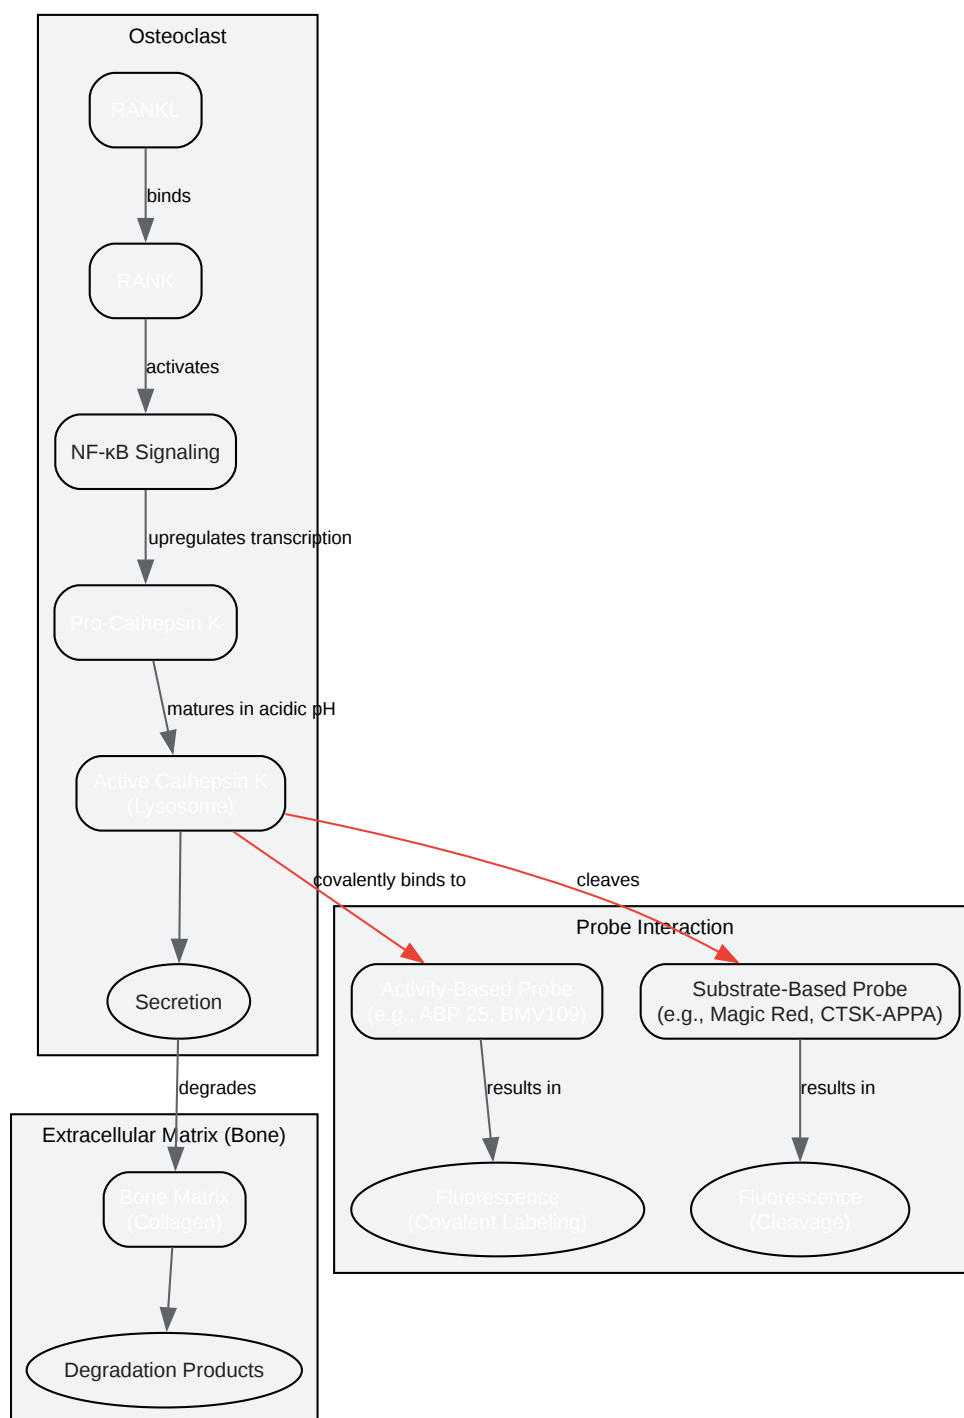 Osteoclast
RANKL
binds
RANK
activates
NF-κB Signaling
upregulates transcription
Pro-Cathepsin K
matures in acidic pH
Active Cathepsin K
(Lysosome)
covalently binds to
cleaves
Probe Interaction
Activity-Based Probe
(e.g., ABP 25, BMV109)
Substrate-Based Probe
(e.g., Magic Red, CTSK-APPA)
Secretion
degrades
results in
results in
Extracellular Matrix (Bone)
Bone Matrix
(Collagen)
Fluorescence
(Covalent Labeling)
Fluorescence
(Cleavage)
Degradation Products